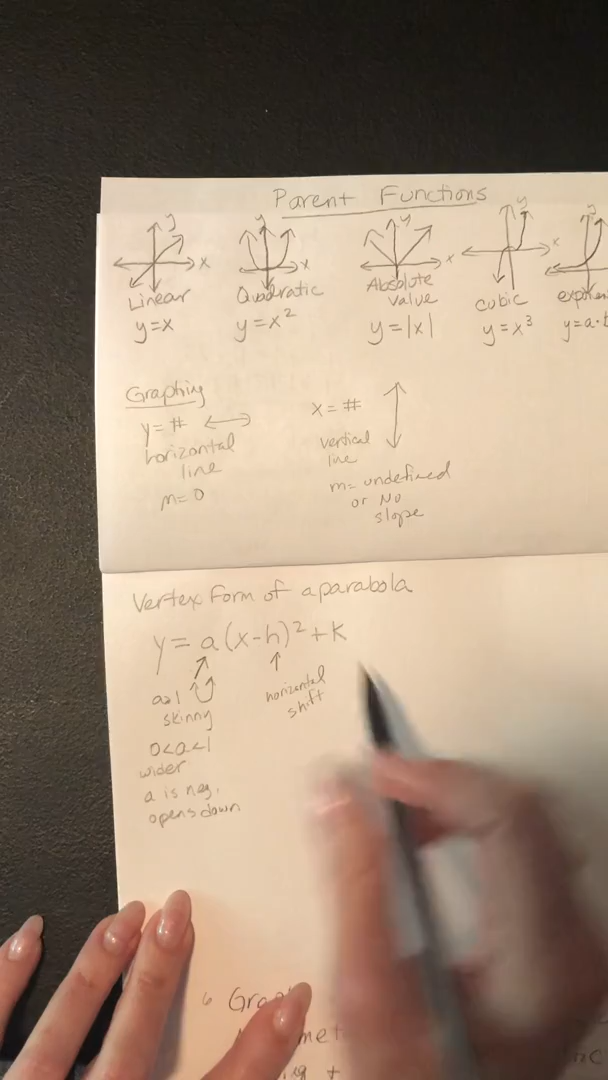 Parent Functions
y y y y y
x x x x
Linear Quadratic Absolute value cubic
y=x y=x² y=|x| y=x³ y=a·b
Graphing
y=# x=#
horizontal line vertical line
m=0 m=undefined
or No
slope
Vertex Form of a parabola
y=a(x-h)²+k
a>1 horizontal
skinny shift
0<a<1
wider
a is neg.
opens down